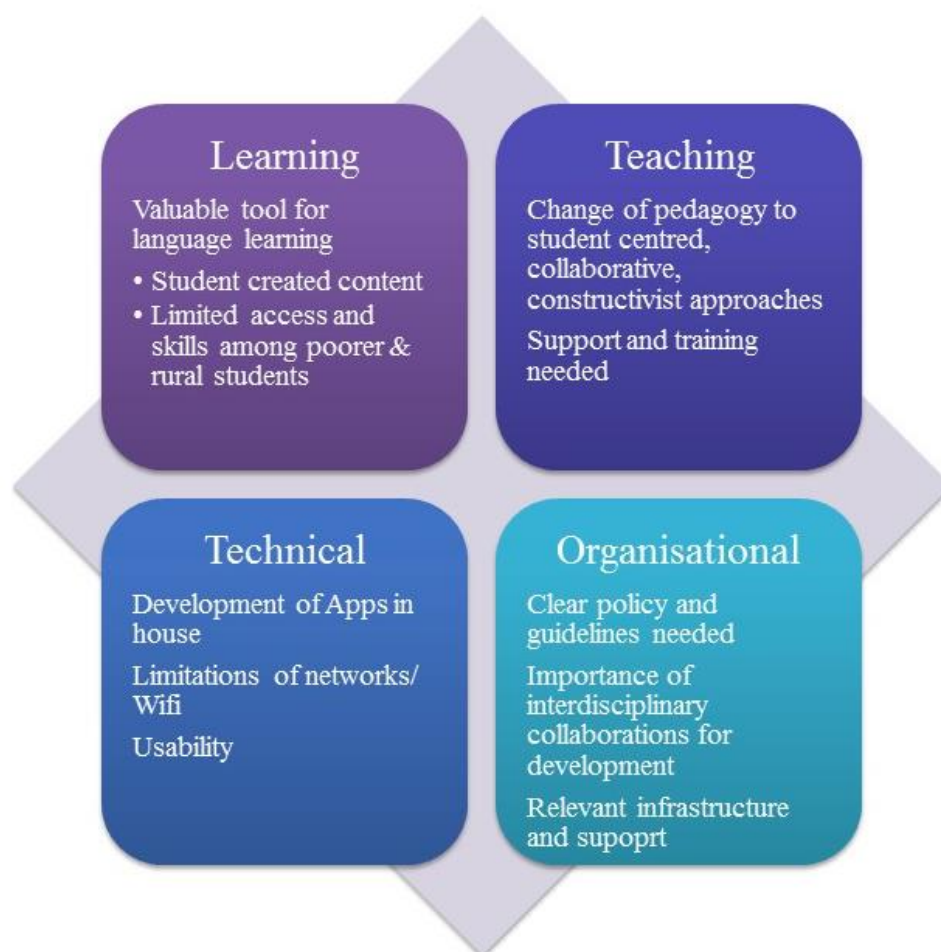 Learning
Valuable tool for
language learning
• Student created content
• Limited access and
skills among poorer &
rural students
Teaching
Change of pedagogy to
student centred,
collaborative,
constructivist approaches
Support and training
needed
Technical
Development of Apps in
house
Limitations of networks/
Wifi
Usability
Organisational
Clear policy and
guidelines needed
Importance of
interdisciplinary
collaborations for
development
Relevant infrastructure
and supoprt